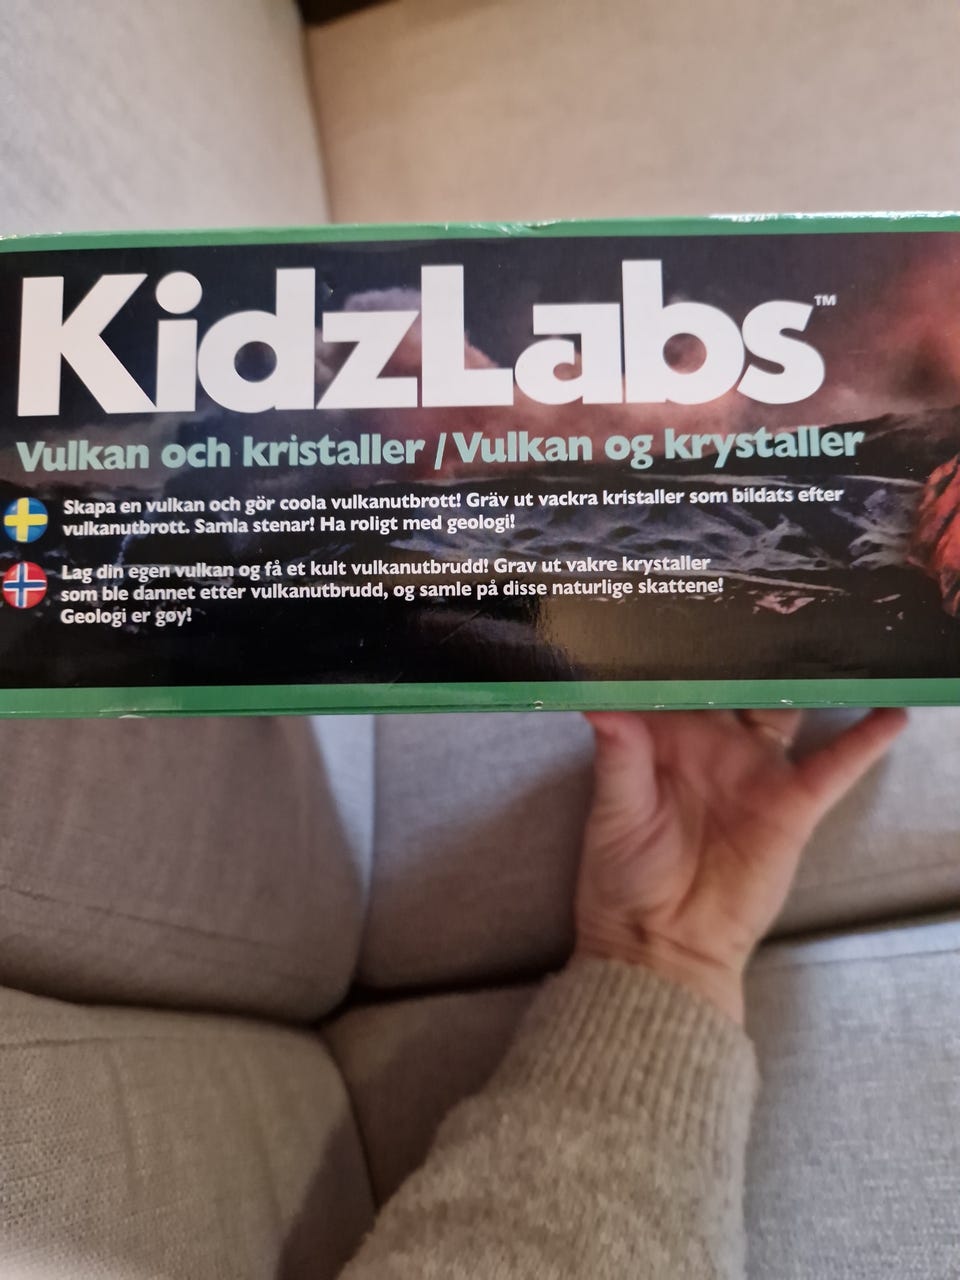 KidzLabs™
Vulkan och kristaller / Vulkan og krystaller
Skapa en vulkan och gör coola vulkanutbrott! Gräv ut vackra kristaller som bildats efter
vulkanutbrott. Samla stenar! Ha roligt med geologi!
Lag din egen vulkan og få et kult vulkanutbrudd! Grav ut vakre krystaller
som ble dannet etter vulkanutbrudd, og samle på disse naturlige skattene!
Geologi er gøy!